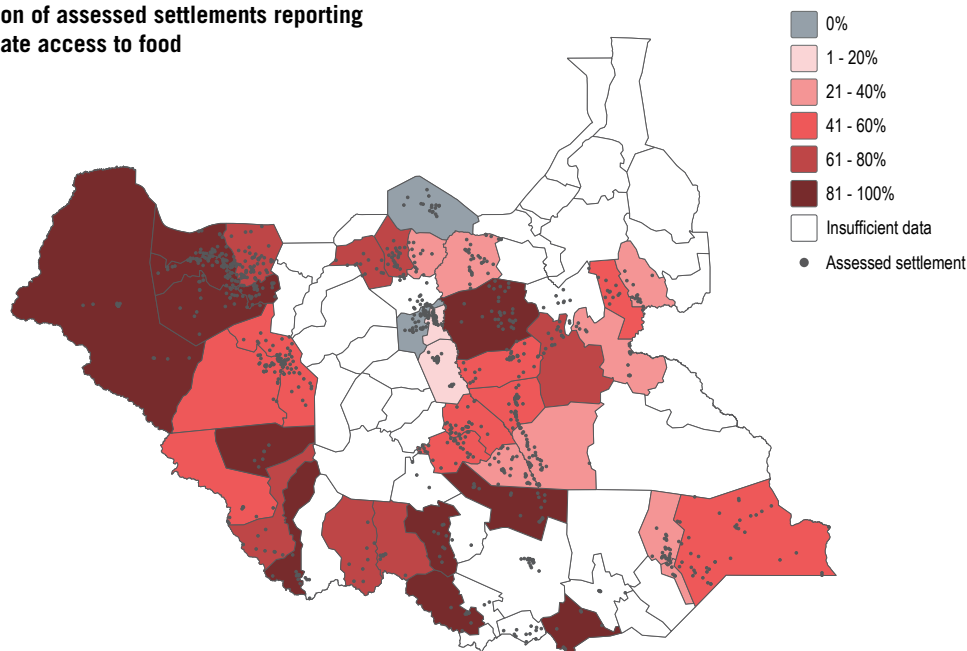 on of assessed settlements reporting
ate access to food
0%
1 - 20%
21 - 40%
41 - 60%
61 - 80%
81 - 100%
Insufficient data
Assessed settlement